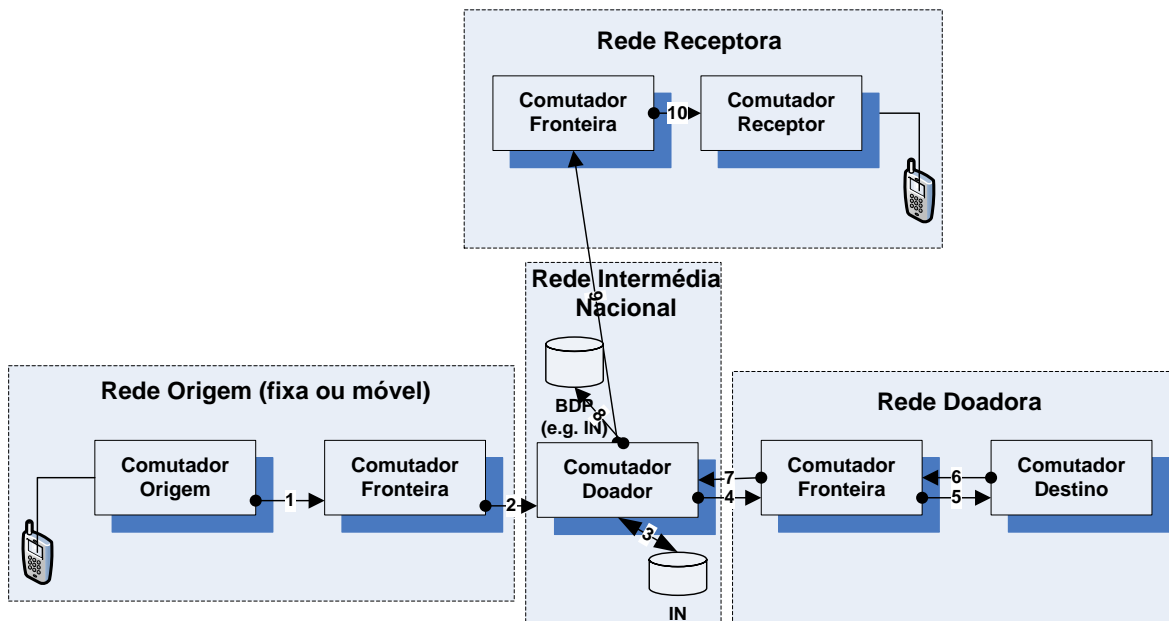 Rede Receptora
Comutador
Fronteira
10
Comutador
Receptor
Rede Intermédia
Nacional
9
BDP
(e.g. IN)
8
Comutador
Doador
3
IN
Rede Origem (fixa ou móvel)
Comutador
Origem
1
Comutador
Fronteira
2
Rede Doadora
7
4
Comutador
Fronteira
6
5
Comutador
Destino